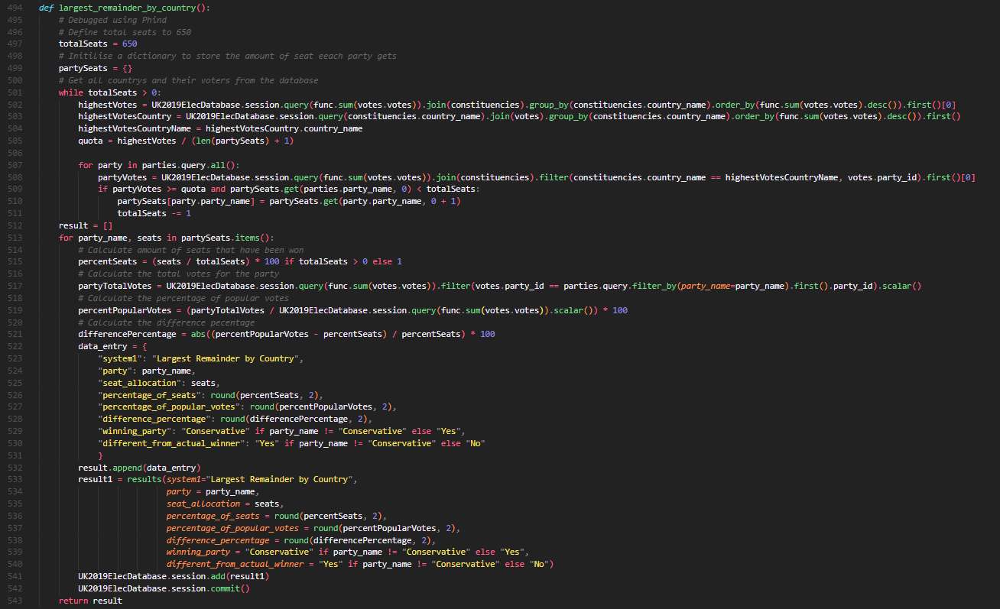 494 def largest_remainder_by_country():
495 # Debugged using Phind
496 # Define total seats to 650
497 totalSeats = 650
498 # Initilise a dictionary to store the amount of seat eeach party gets
499 partySeats = {}
500 # Get all countrys and their voters from the database
501 while totalSeats > 0:
502 highestVotes = UK2019ElecDatabase.session.query(func.sum(votes.votes)).join(constituencies).group_by(constituencies.country_name).order_by(func.sum(votes.votes).desc()).first()[0]
503 highestVotesCountry = UK2019ElecDatabase.session.query(constituencies.country_name).join(votes).group_by(constituencies.country_name).order_by(func.sum(votes.votes).desc()).first()
504 highestVotesCountryName = highestVotesCountry.country_name
505 quota = highestVotes / (len(partySeats) + 1)
506
507 for party in parties.query.all():
508 partyVotes = UK2019ElecDatabase.session.query(func.sum(votes.votes)).join(constituencies).filter(constituencies.country_name == highestVotesCountryName, votes.party_id).first()[0]
509 if partyVotes >= quota and partySeats.get(parties.party_name, 0) < totalSeats:
510 partySeats[party.party_name] = partySeats.get(party.party_name, 0 + 1)
511 totalSeats -= 1
512 result = []
513 for party_name, seats in partySeats.items():
514 # Calculate amount of seats that have been won
515 percentSeats = (seats / totalSeats) * 100 if totalSeats > 0 else 1
516 # Calculate the total votes for the party
517 partyTotalVotes = UK2019ElecDatabase.session.query(func.sum(votes.votes)).filter(votes.party_id == parties.query.filter_by(party_name=party_name).first().party_id).scalar()
518 # Calculate the percentage of popular votes
519 percentPopularVotes = (partyTotalVotes / UK2019ElecDatabase.session.query(func.sum(votes.votes)).scalar()) * 100
520 # Calculate the difference pecentage
521 differencePercentage = abs((percentPopularVotes - percentSeats) / percentSeats) * 100
522 data_entry = {
523 "system1": "Largest Remainder by Country",
524 "party": party_name,
525 "seat_allocation": seats,
526 "percentage_of_seats": round(percentSeats, 2),
527 "percentage_of_popular_votes": round(percentPopularVotes, 2),
528 "difference_percentage": round(differencePercentage, 2),
529 "winning_party": "Conservative" if party_name != "Conservative" else "Yes",
530 "different_from_actual_winner": "Yes" if party_name != "Conservative" else "No"
531 }
532 result.append(data_entry)
533 result1 = results(system1="Largest Remainder by Country",
534 party = party_name,
535 seat_allocation = seats,
536 percentage_of_seats = round(percentSeats, 2),
537 percentage_of_popular_votes = round(percentPopularVotes, 2),
538 difference_percentage = round(differencePercentage, 2),
539 winning_party = "Conservative" if party_name != "Conservative" else "Yes",
540 different_from_actual_winner = "Yes" if party_name != "Conservative" else "No")
541 UK2019ElecDatabase.session.add(result1)
542 UK2019ElecDatabase.session.commit()
543 return result